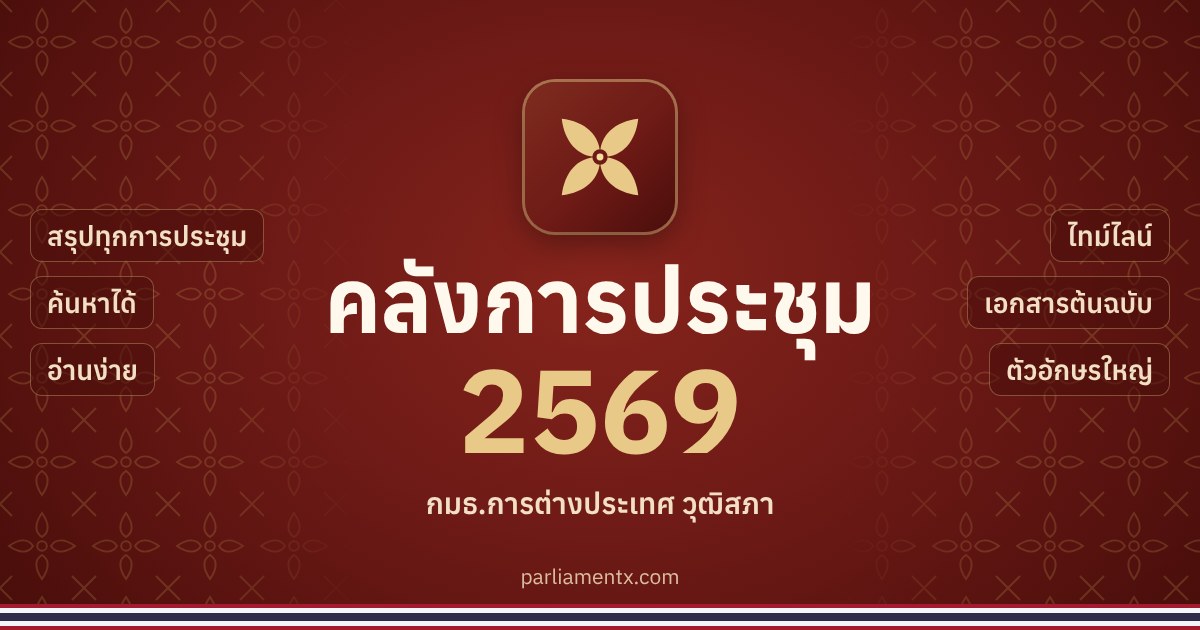 สรุปทุกการประชุม
ค้นหาได้
อ่านง่าย
คลังการประชุม
2569
กมธ.การต่างประเทศ วุฒิสภา
parliamentx.com
ไทม์ไลน์
เอกสารต้นฉบับ
ตัวอักษรใหญ่